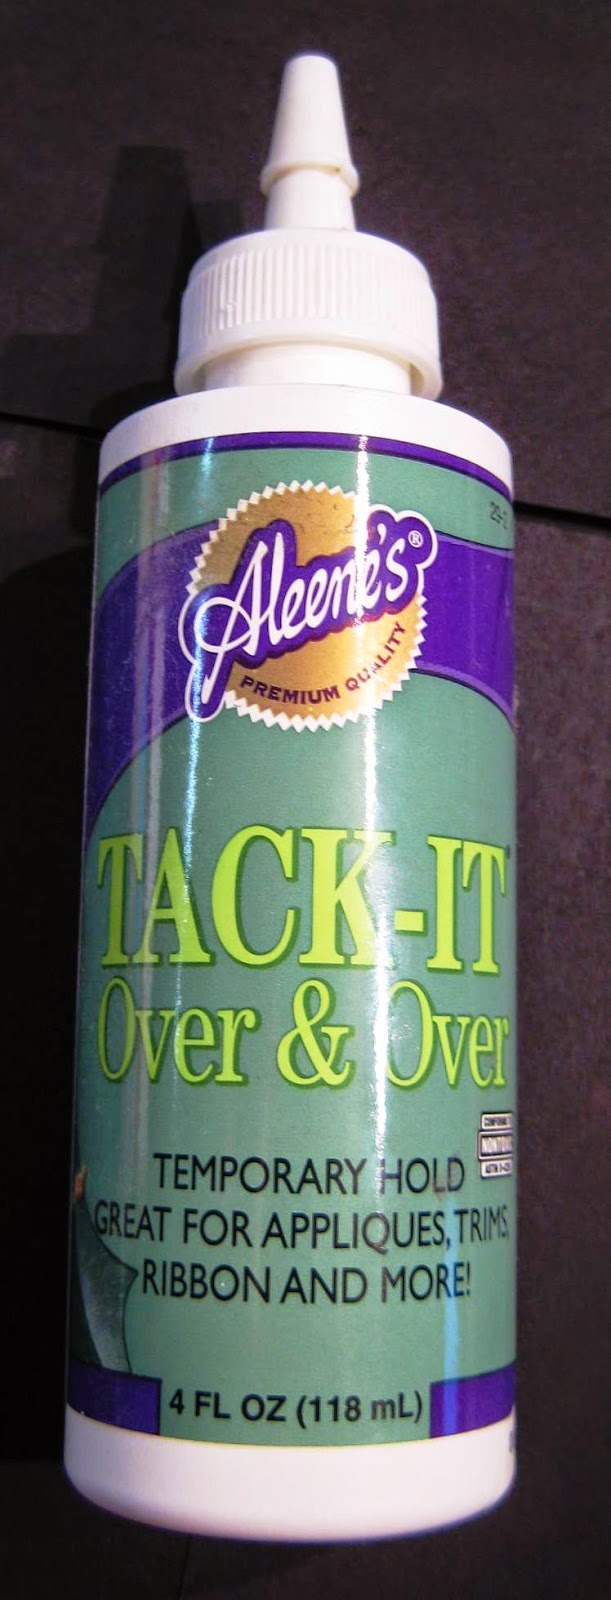 Aleene's®
PREMIUM QUALITY
TACK-IT
Over & Over
TEMPORARY HOLD
GREAT FOR APPLIQUES, TRIMS,
RIBBON AND MORE!
4 FL OZ (118 mL)